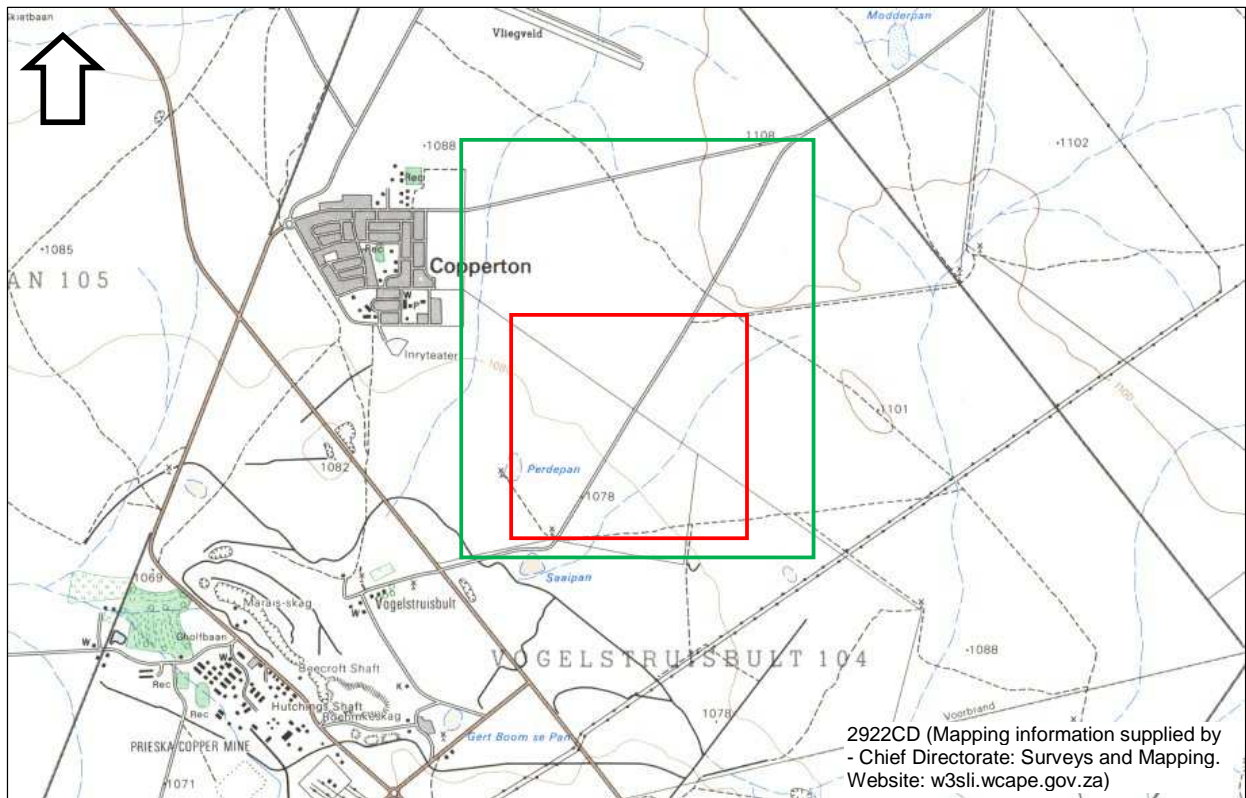 Skietbaan
Vliegveld
Modderpan
1108
1088
Rec
1102
1085
Rec
Copperton
AN 105
W
P
Inryteater
1100
1101
1082
Perdepan
1078
1069
Saaipan
Marais-skag
Vogelstruisbult
W
Gholfbaan
W
W
Beecroft Shaft
VOGELSTRUISBULT 104
1088
Rec
K
Hutchings Shaft
Rec
1078
Voorbrand
PRIESKA COPPER MINE
Gert Boom se Pan
1071
2922CD (Mapping information supplied by
- Chief Directorate: Surveys and Mapping.
Website: w3sli.wcape.gov.za)